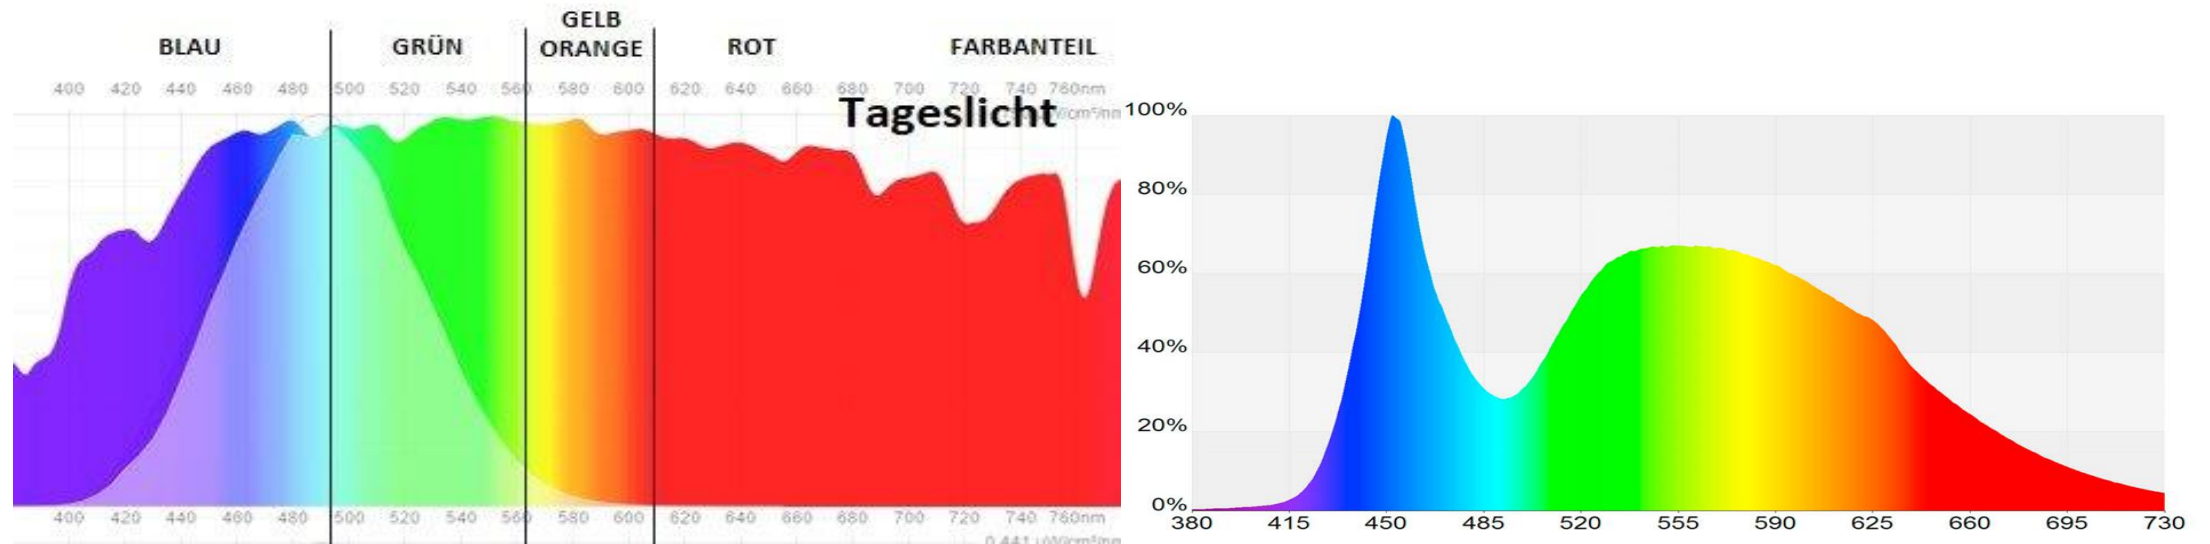 BLAU GRÜN GELB ORANGE ROT FARBANTEIL
400 420 440 460 480 500 520 540 560 580 600 620 640 660 680 700 720 740 760nm
Tageslicht
400 420 440 460 480 500 520 540 560 580 600 620 640 660 680 700 720 740 760nm
100%
80%
60%
40%
20%
0%
380 415 450 485 520 555 590 625 660 695 730